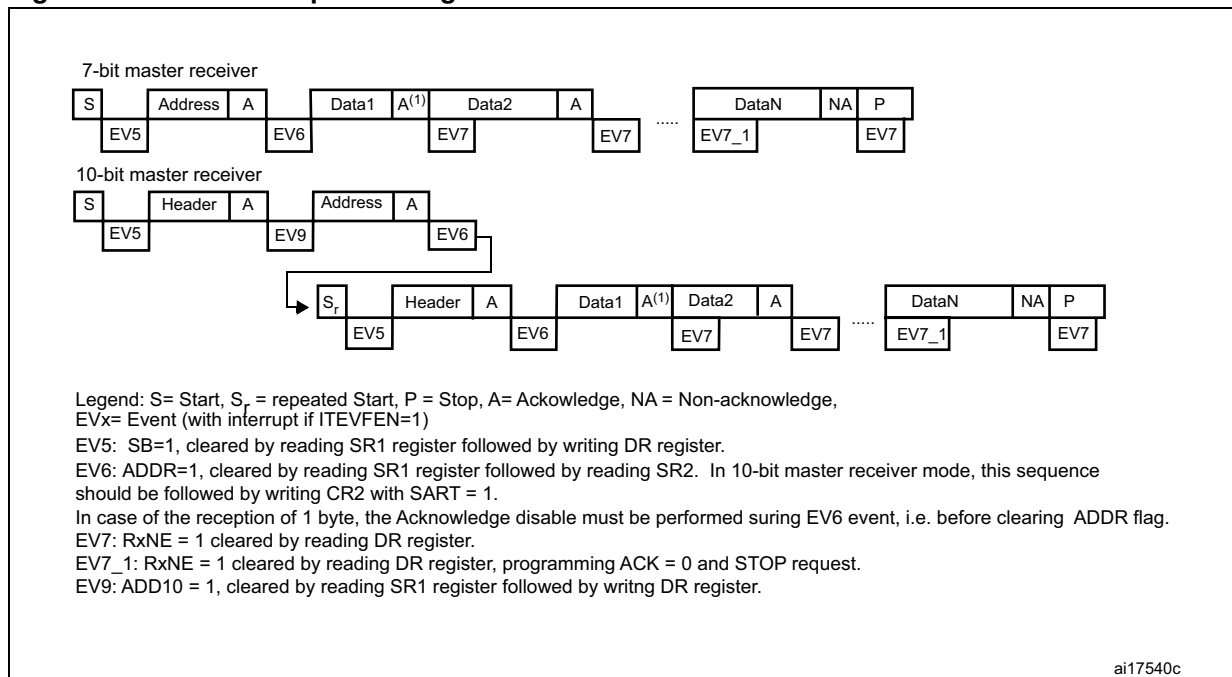 7-bit master receiver
S Address A Data1 A(1) Data2 A ..... DataN NA P
EV5 EV6 EV7 EV7 EV7_1 EV7
10-bit master receiver
S Header A Address A
EV5 EV9 EV6
Sr Header A Data1 A(1) Data2 A ..... DataN NA P
EV5 EV6 EV7 EV7 EV7_1 EV7
Legend: S= Start, Sr = repeated Start, P = Stop, A= Ackowledge, NA = Non-acknowledge,
EVx= Event (with interrupt if ITEVFEN=1)
EV5: SB=1, cleared by reading SR1 register followed by writing DR register.
EV6: ADDR=1, cleared by reading SR1 register followed by reading SR2. In 10-bit master receiver mode, this sequence
should be followed by writing CR2 with SART = 1.
In case of the reception of 1 byte, the Acknowledge disable must be performed suring EV6 event, i.e. before clearing ADDR flag.
EV7: RxNE = 1 cleared by reading DR register.
EV7_1: RxNE = 1 cleared by reading DR register, programming ACK = 0 and STOP request.
EV9: ADD10 = 1, cleared by reading SR1 register followed by writng DR register.
ai17540c